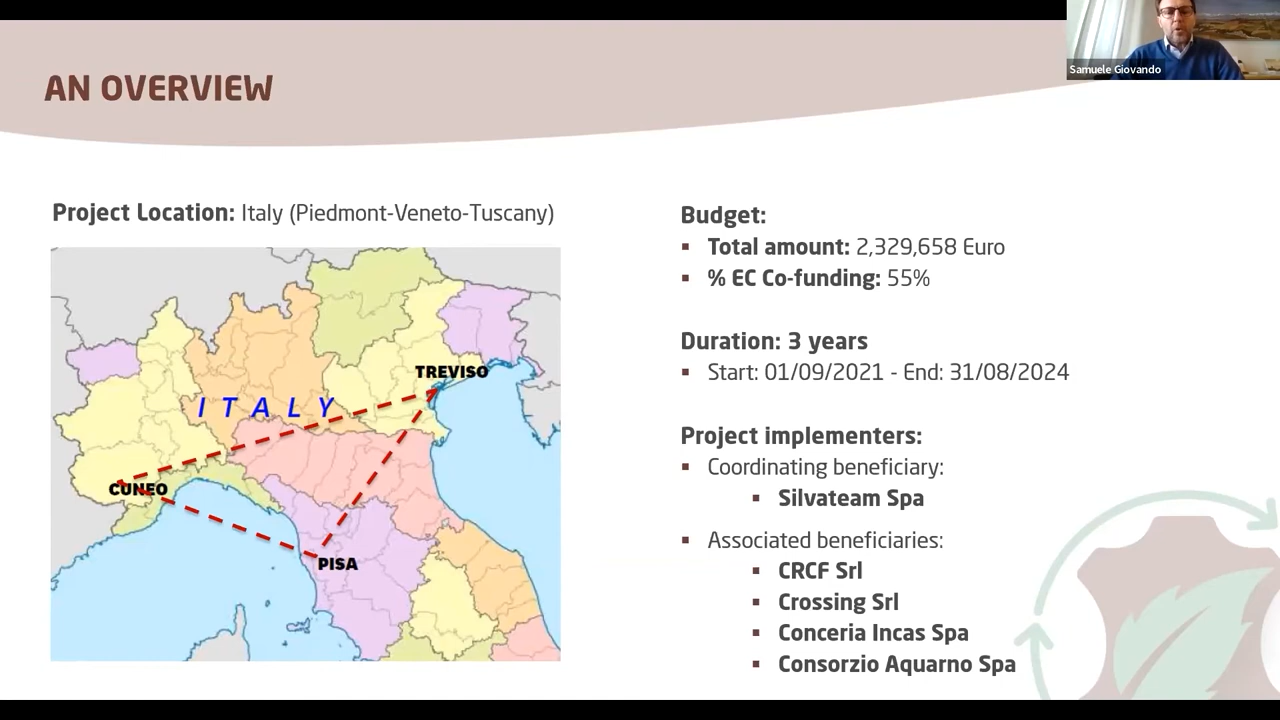 Samuele Giovando
AN OVERVIEW
Project Location: Italy (Piedmont-Veneto-Tuscany)
TREVISO
ITALY
CUNEO
PISA
Budget:
▪ Total amount: 2,329,658 Euro
▪ % EC Co-funding: 55%
Duration: 3 years
▪ Start: 01/09/2021 - End: 31/08/2024
Project implementers:
▪ Coordinating beneficiary:
▪ Silvateam Spa
▪ Associated beneficiaries:
▪ CRCF Srl
▪ Crossing Srl
▪ Conceria Incas Spa
▪ Consorzio Aquarno Spa